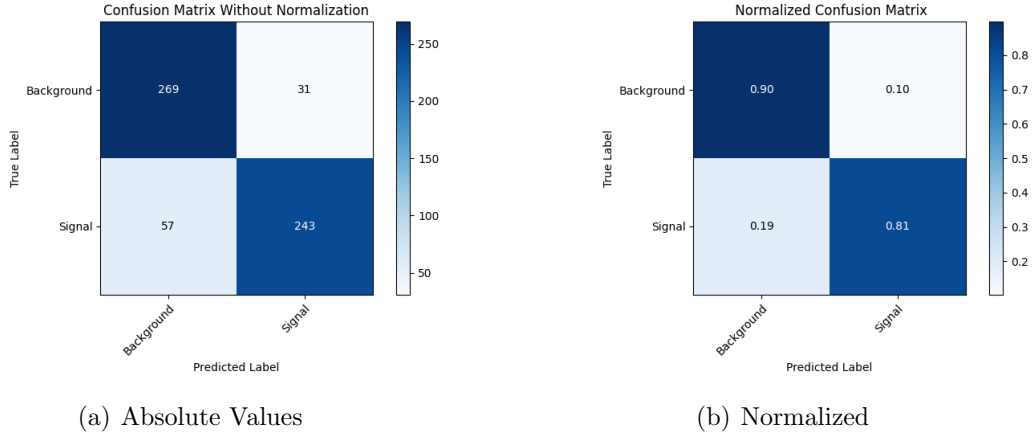 Confusion Matrix Without Normalization
True Label
Background
Signal
269
31
57
243
Background
Signal
Predicted Label
250
200
150
100
50
(a) Absolute Values
Normalized Confusion Matrix
True Label
Background
Signal
0.90
0.10
0.19
0.81
Background
Signal
Predicted Label
0.8
0.7
0.6
0.5
0.4
0.3
0.2
(b) Normalized